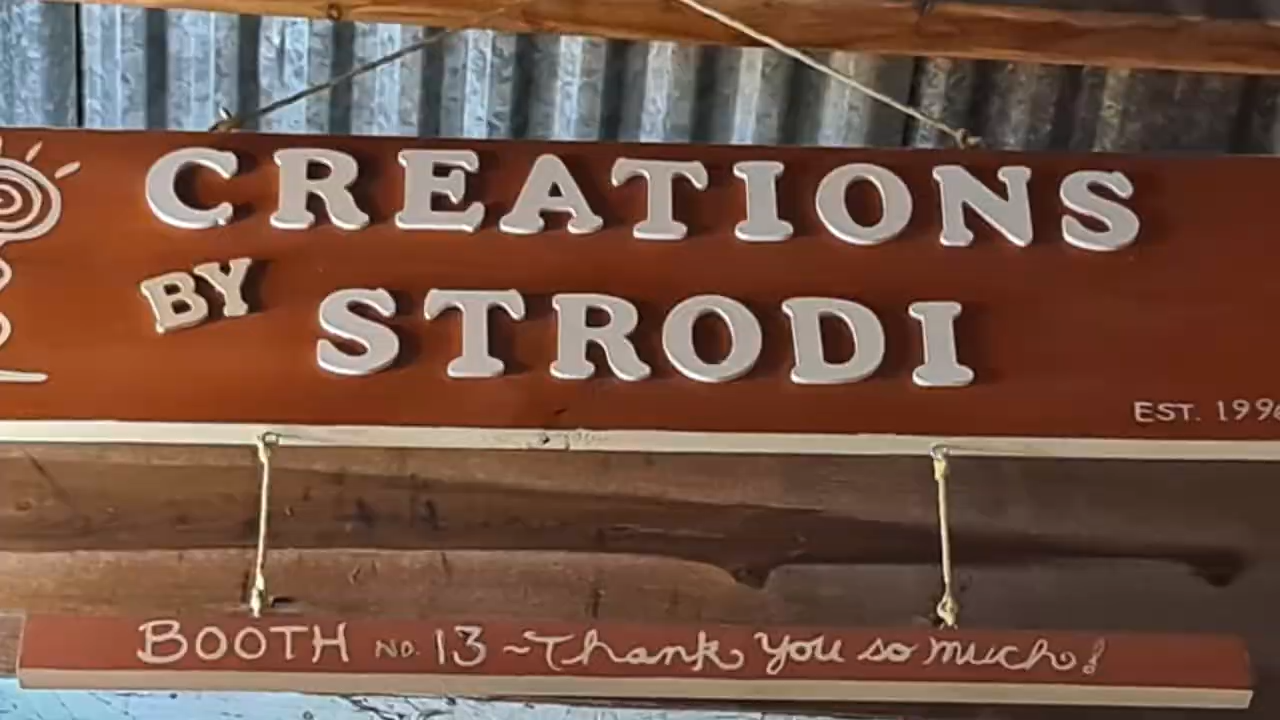 CREATIONS
BY STRODI
EST. 1996
BOOTH NO. 13 ~ Thank you so much!